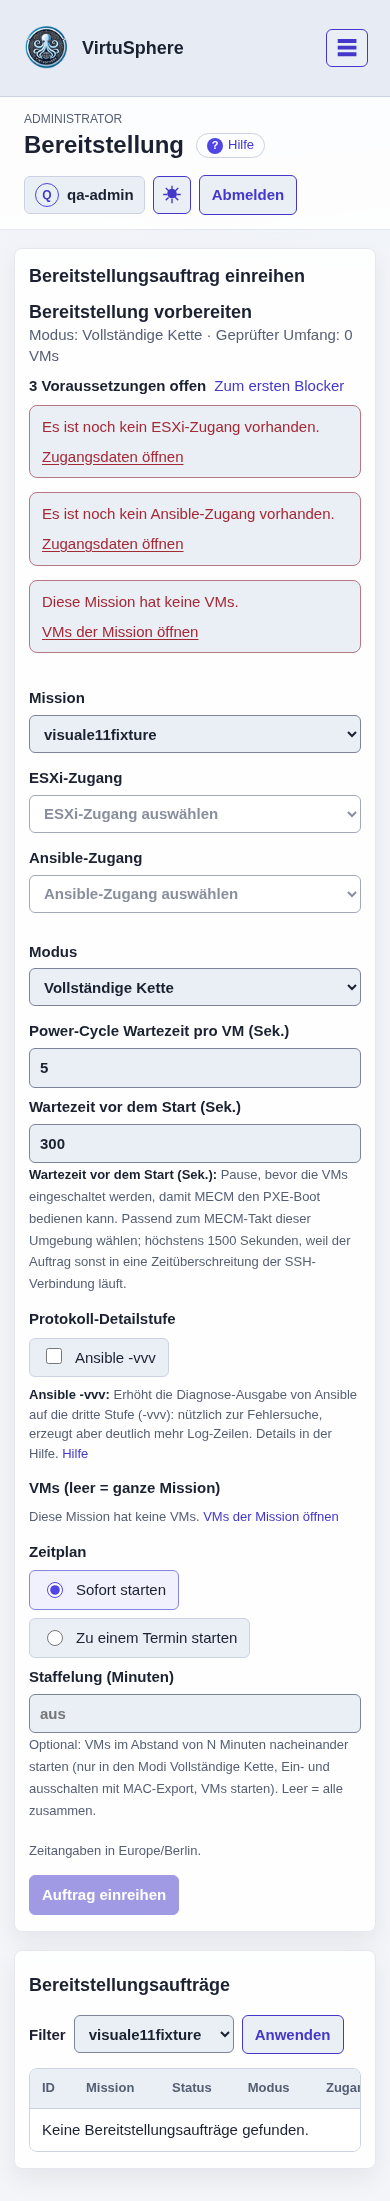 VirtuSphere
ADMINISTRATOR
Bereitstellung
? Hilfe
Q qa-admin
Abmelden
Bereitstellungsauftrag einreihen
Bereitstellung vorbereiten
Modus: Vollständige Kette · Geprüfter Umfang: 0
VMs
3 Voraussetzungen offen Zum ersten Blocker
Es ist noch kein ESXi-Zugang vorhanden.
Zugangsdaten öffnen
Es ist noch kein Ansible-Zugang vorhanden.
Zugangsdaten öffnen
Diese Mission hat keine VMs.
VMs der Mission öffnen
Mission
visuale11fixture
ESXi-Zugang
ESXi-Zugang auswählen
Ansible-Zugang
Ansible-Zugang auswählen
Modus
Vollständige Kette
Power-Cycle Wartezeit pro VM (Sek.)
5
Wartezeit vor dem Start (Sek.)
300
Wartezeit vor dem Start (Sek.): Pause, bevor die VMs
eingeschaltet werden, damit MECM den PXE-Boot
bedienen kann. Passend zum MECM-Takt dieser
Umgebung wählen; höchstens 1500 Sekunden, weil der
Auftrag sonst in eine Zeitüberschreitung der SSH-
Verbindung läuft.
Protokoll-Detailstufe
Ansible -vvv
Ansible -vvv: Erhöht die Diagnose-Ausgabe von Ansible
auf die dritte Stufe (-vvv): nützlich zur Fehlersuche,
erzeugt aber deutlich mehr Log-Zeilen. Details in der
Hilfe. Hilfe
VMs (leer = ganze Mission)
Diese Mission hat keine VMs. VMs der Mission öffnen
Zeitplan
Sofort starten
Zu einem Termin starten
Staffelung (Minuten)
aus
Optional: VMs im Abstand von N Minuten nacheinander
starten (nur in den Modi Vollständige Kette, Ein- und
ausschalten mit MAC-Export, VMs starten). Leer = alle
zusammen.
Zeitangaben in Europe/Berlin.
Auftrag einreihen
Bereitstellungsaufträge
Filter visuale11fixture Anwenden
ID Mission Status Modus Zugan
Keine Bereitstellungsaufträge gefunden.